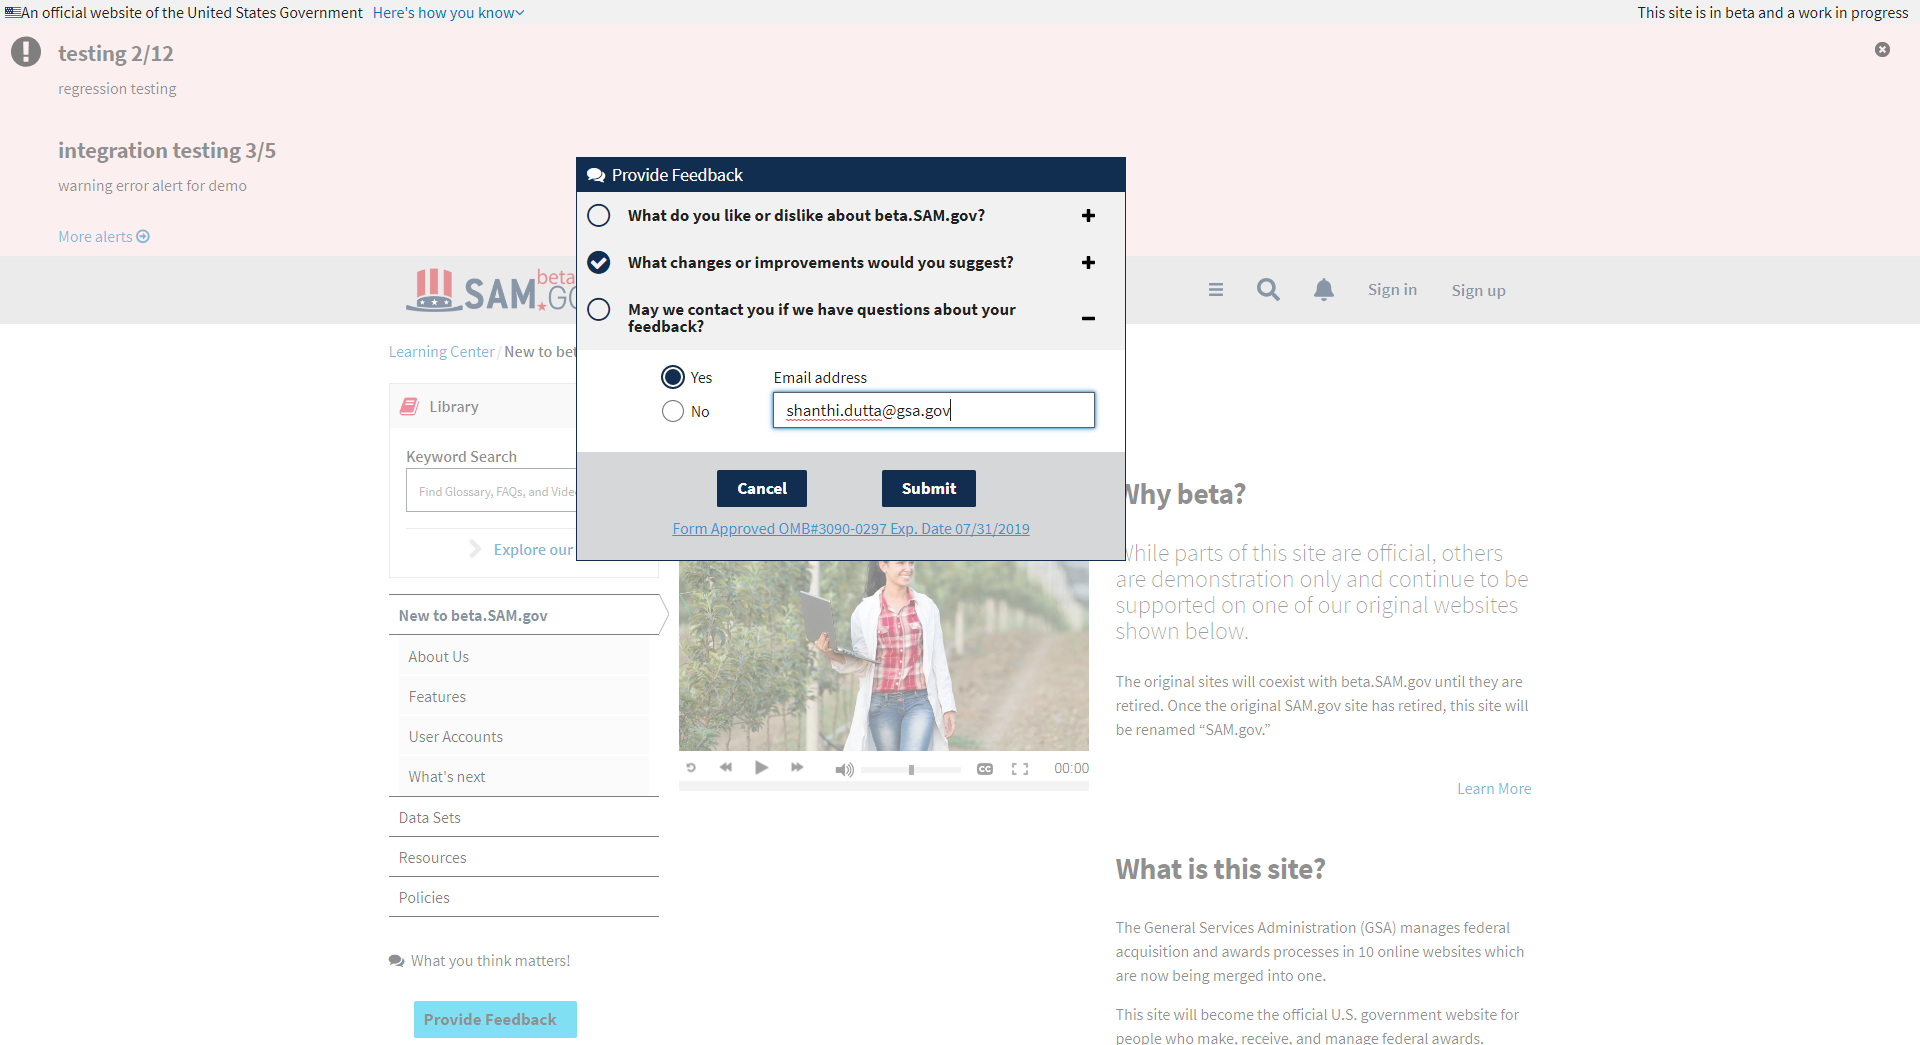 An official website of the United States Government Here's how you know
This site is in beta and a work in progress
testing 2/12
regression testing
integration testing 3/5
warning error alert for demo
More alerts
SAM
beta
Sign in
Sign up
Provide Feedback
What do you like or dislike about beta.SAM.gov?
What changes or improvements would you suggest?
May we contact you if we have questions about your
feedback?
Yes
Email address
No
shanthi.dutta@gsa.gov
Cancel
Submit
Form Approved OMB#3090-0297 Exp. Date 07/31/2019
Learning Center / New to
Library
Keyword Search
Find Glossary, FAQs, and
Explore our
New to beta.SAM.gov
About Us
Features
User Accounts
What's next
Data Sets
Resources
Policies
What you think matters!
Provide Feedback
CC
00:00
Why beta?
While parts of this site are official, others
are demonstration only and continue to be
supported on one of our original websites
shown below.
The original sites will coexist with beta.SAM.gov until they are
retired. Once the original SAM.gov site has retired, this site will
be renamed “SAM.gov.”
Learn More
What is this site?
The General Services Administration (GSA) manages federal
acquisition and awards processes in 10 online websites which
are now being merged into one.
This site will become the official U.S. government website for
people who make, receive, and manage federal awards.